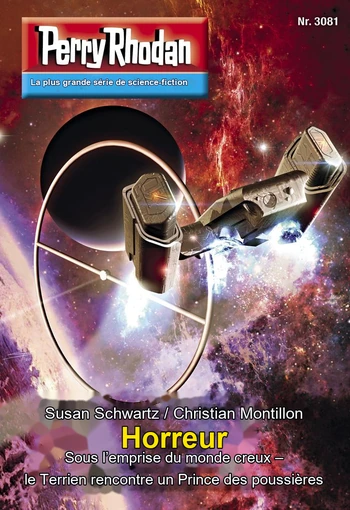 Nr. 3081
Perry Rhodan
La plus grande série de science-fiction
Susan Schwartz / Christian Montillon
Horreur
Sous l'emprise du monde creux –
le Terrien rencontre un Prince des poussières